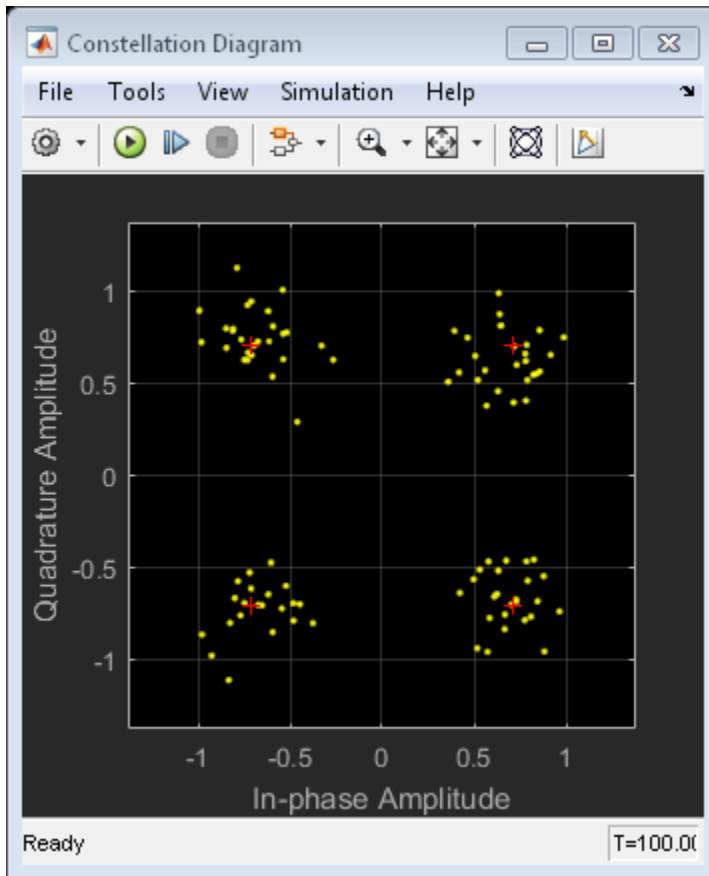 Constellation Diagram
File Tools View Simulation Help
1
0.5
0
-0.5
-1
Quadrature Amplitude
-1 -0.5 0 0.5 1
In-phase Amplitude
Ready T=100.00